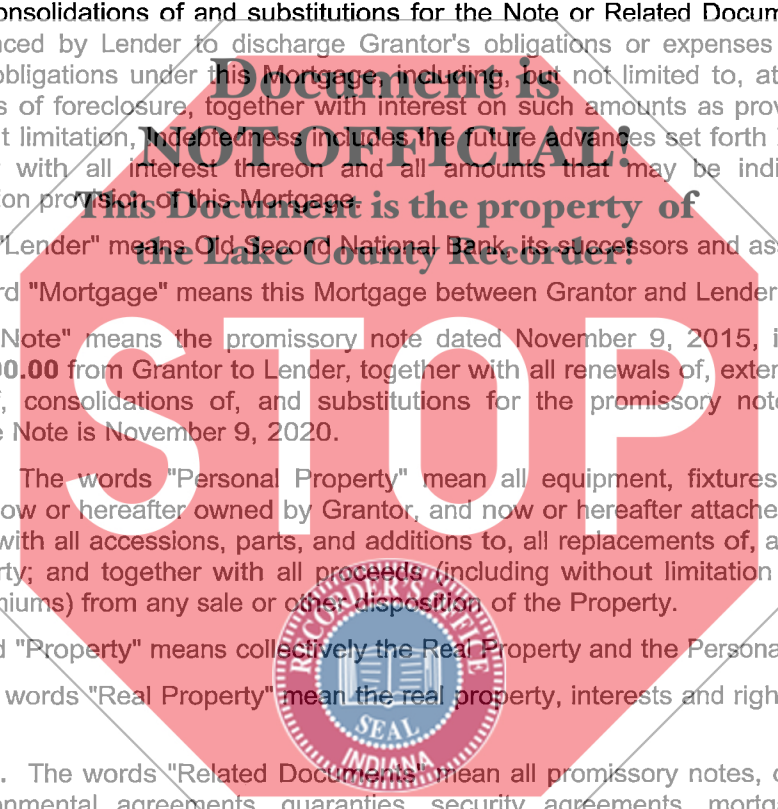 onsolidations of and substitutions for the Note or Related Docum
nced by Lender to discharge Grantor's obligations or expenses
obligations under this Mortgage, including, but not limited to, at
s of foreclosure, together with interest on such amounts as prov
t limitation, Indebtedness includes the future advances set forth
with all interest thereon and all amounts that may be indi
ion provision of this Mortgage.
Document is
NOT OFFICIAL!
This Document is the property of
the Lake County Recorder!
"Lender" means Old Second National Bank, its successors and as
rd "Mortgage" means this Mortgage between Grantor and Lender
Note" means the promissory note dated November 9, 2015, i
00.00 from Grantor to Lender, together with all renewals of, exter
, consolidations of, and substitutions for the promissory note
e Note is November 9, 2020.
STOP
The words "Personal Property" mean all equipment, fixtures
ow or hereafter owned by Grantor, and now or hereafter attache
with all accessions, parts, and additions to, all replacements of, a
rty; and together with all proceeds (including without limitation
miums) from any sale or other disposition of the Property.
d "Property" means collectively the Real Property and the Persona
words "Real Property" mean the real property, interests and righ
RECORDER'S OFFICE
SEAL
INDIANA
. The words "Related Documents" mean all promissory notes, c
onmental agreements, guaranties, security agreements, mortg